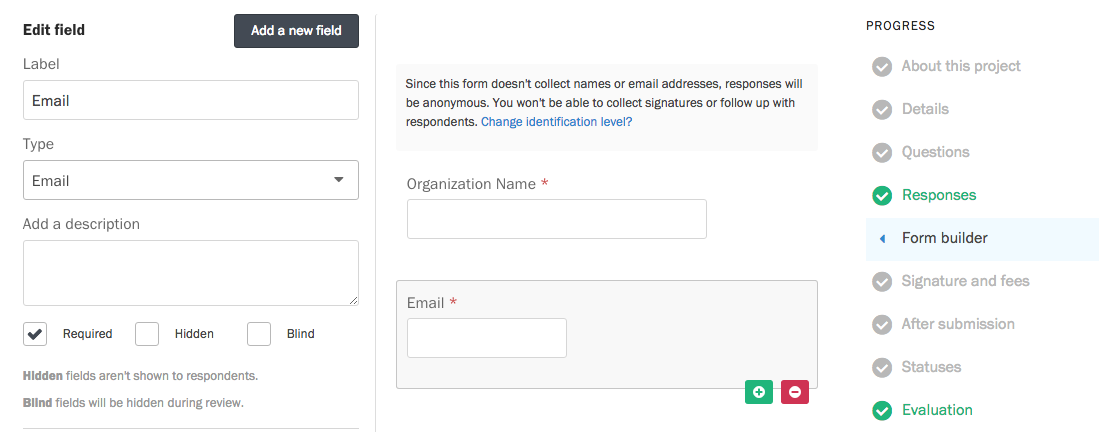 Edit field
Add a new field
Label
Email
Type
Email
Add a description
Required
Hidden
Blind
Hidden fields aren't shown to respondents.
Blind fields will be hidden during review.
Since this form doesn't collect names or email addresses, responses will
be anonymous. You won't be able to collect signatures or follow up with
respondents. Change identification level?
Organization Name *
Email *
PROGRESS
About this project
Details
Questions
Responses
Form builder
Signature and fees
After submission
Statuses
Evaluation